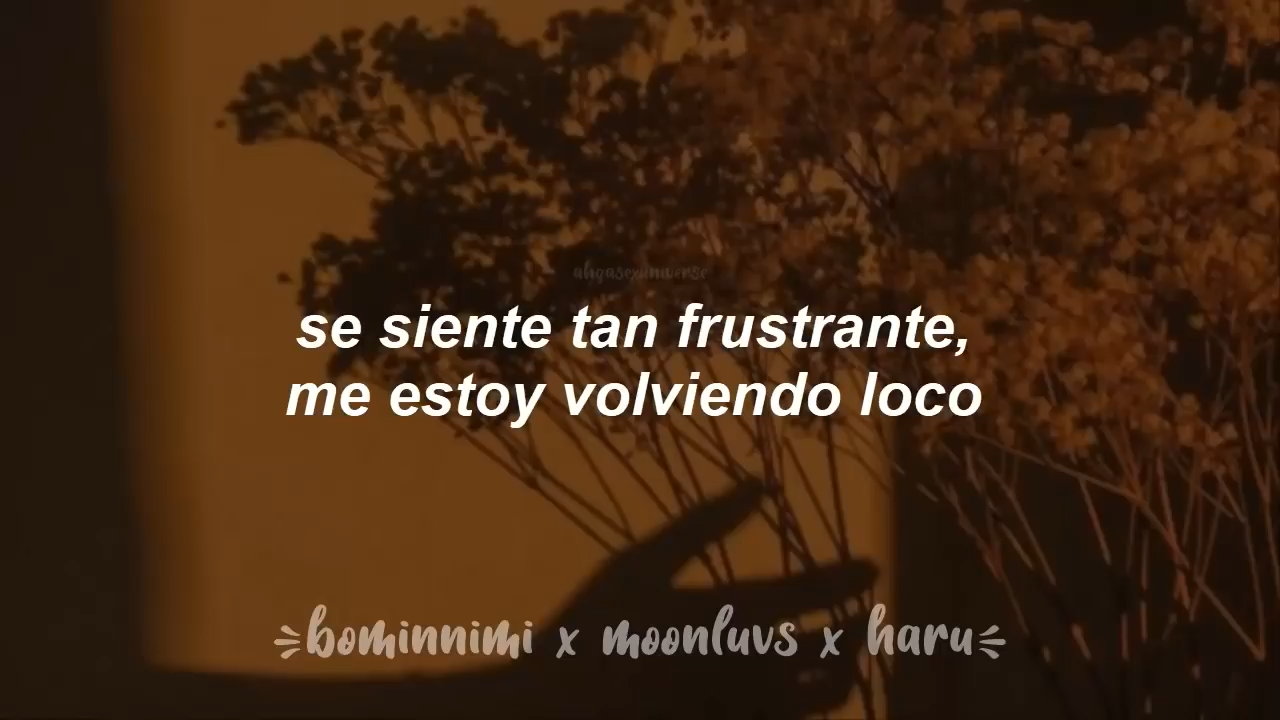 se siente tan frustrante,
me estoy volviendo loco
bominnimi x moonluvs x haru